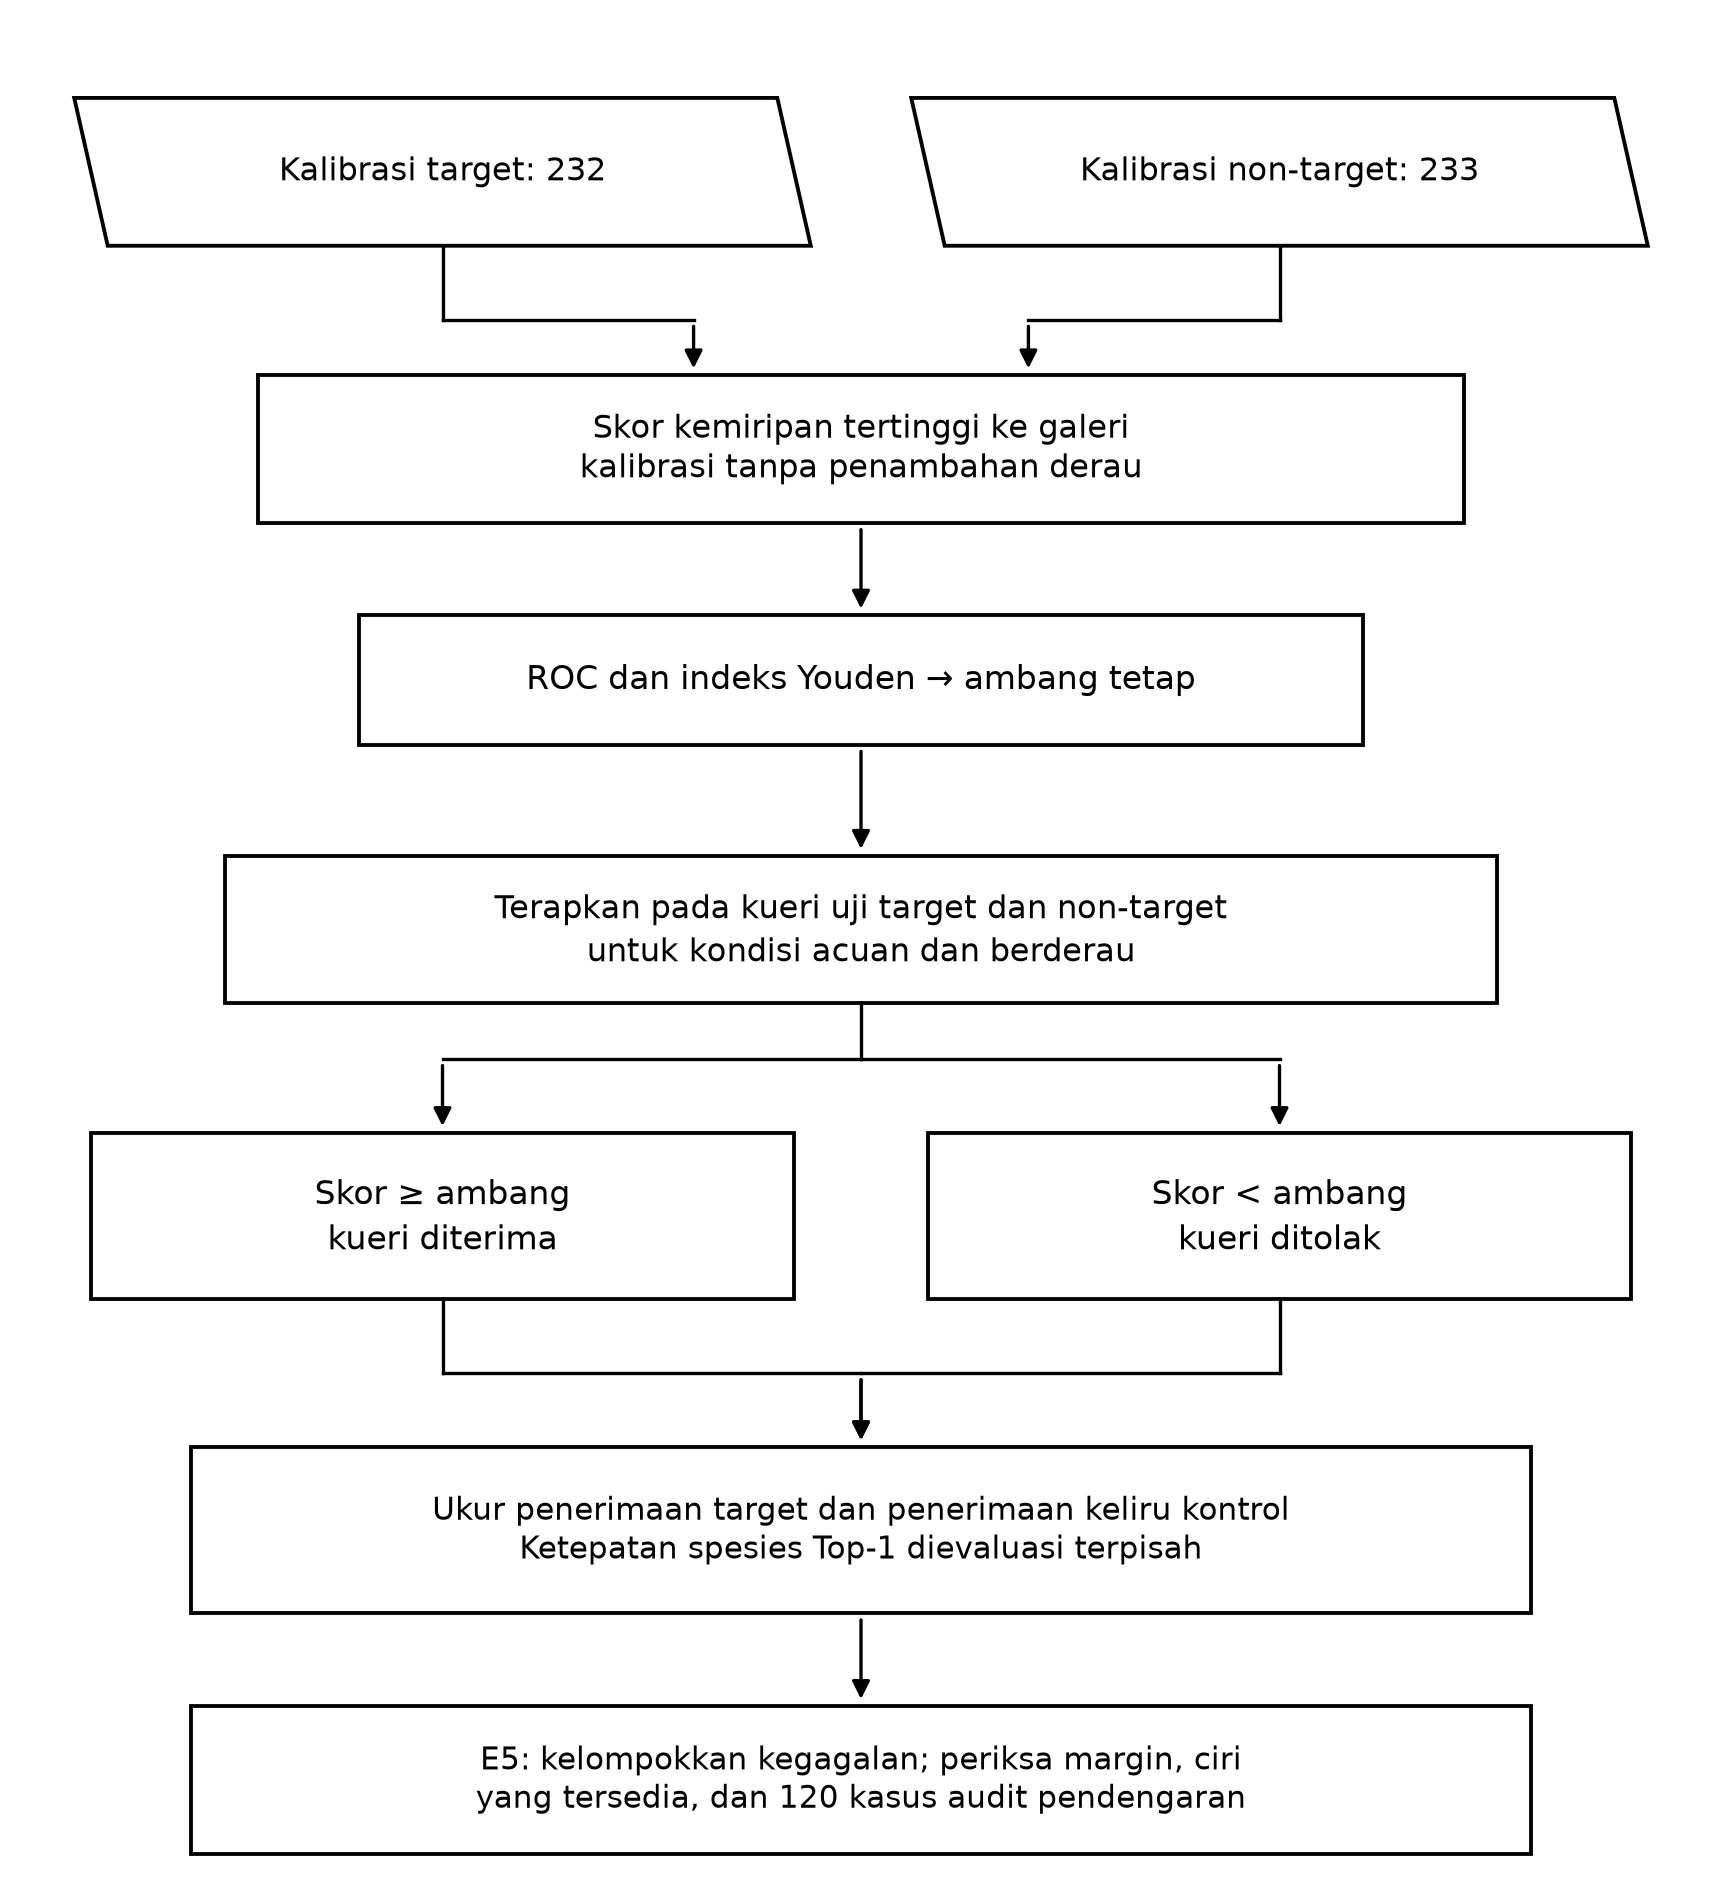 Kalibrasi target: 232
Kalibrasi non-target: 233
Skor kemiripan tertinggi ke galeri
kalibrasi tanpa penambahan derau
ROC dan indeks Youden → ambang tetap
Terapkan pada kueri uji target dan non-target
untuk kondisi acuan dan berderau
Skor ≥ ambang
kueri diterima
Skor < ambang
kueri ditolak
Ukur penerimaan target dan penerimaan keliru kontrol
Ketepatan spesies Top-1 dievaluasi terpisah
E5: kelompokkan kegagalan; periksa margin, ciri
yang tersedia, dan 120 kasus audit pendengaran